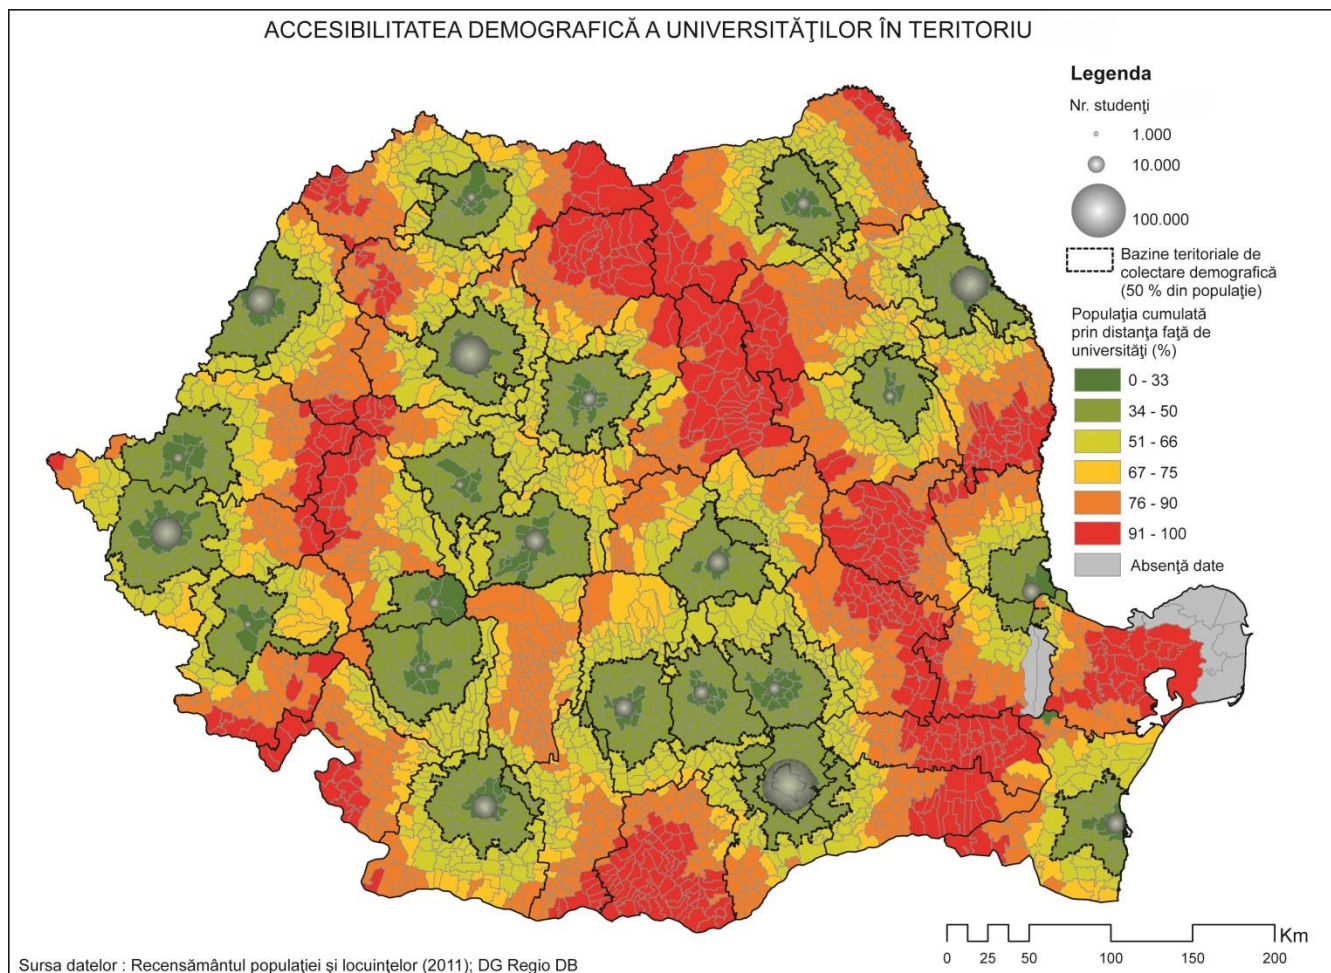 ACCESIBILITATEA DEMOGRAFICĂ A UNIVERSITĂŢILOR ÎN TERITORIU
Legenda
Nr. studenţi
1.000
10.000
100.000
Bazine teritoriale de
colectare demografică
(50 % din populaţie)
Populaţia cumulată
prin distanţa faţă de
universităţi (%)
0 - 33
34 - 50
51 - 66
67 - 75
76 - 90
91 - 100
Absenţă date
Km
0 25 50 100 150 200
Sursa datelor : Recensământul populaţiei şi locuinţelor (2011); DG Regio DB